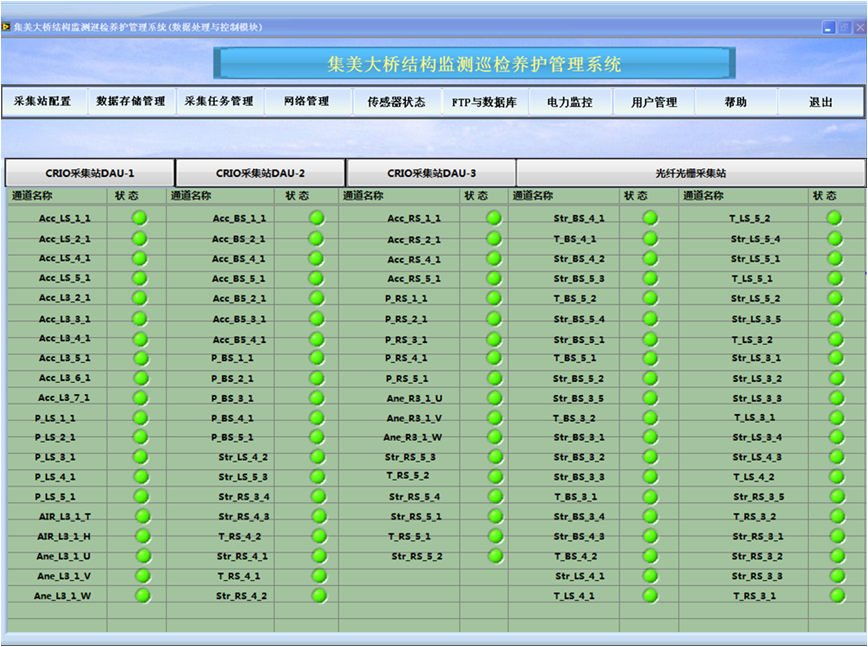 集美大桥结构监测巡检养护管理系统(数据处理与控制模块)
集美大桥结构监测巡检养护管理系统
采集站配置 数据存储管理 采集任务管理 网络管理 传感器状态 FTP与数据库 电力监控 用户管理 帮助 退出
CRIO采集站DAU-1 CRIO采集站DAU-2 CRIO采集站DAU-3 光纤光栅采集站
通道名称 状态 通道名称 状态 通道名称 状态 通道名称 状态 通道名称 状态
Acc_LS_1_1 Acc_BS_1_1 Acc_RS_1_1 Str_BS_4_1 T_LS_5_2
Acc_LS_2_1 Acc_BS_2_1 Acc_RS_2_1 T_BS_4_1 Str_LS_5_4
Acc_LS_4_1 Acc_BS_4_1 Acc_RS_4_1 Str_BS_4_2 Str_LS_5_1
Acc_LS_5_1 Acc_BS_5_1 Acc_RS_5_1 Str_BS_5_3 T_LS_5_1
Acc_L3_2_1 Acc_B5_2_1 P_RS_1_1 T_BS_5_2 Str_LS_5_2
Acc_L3_3_1 Acc_B5_3_1 P_RS_2_1 Str_BS_5_4 Str_LS_3_5
Acc_L3_4_1 Acc_B5_4_1 P_RS_3_1 Str_BS_5_1 T_LS_3_2
Acc_L3_5_1 P_BS_1_1 P_RS_4_1 T_BS_5_1 Str_LS_3_1
Acc_L3_6_1 P_BS_2_1 P_RS_5_1 Str_BS_5_2 Str_LS_3_2
Acc_L3_7_1 P_BS_3_1 Ane_R3_1_U Str_BS_3_5 Str_LS_3_3
P_LS_1_1 P_BS_4_1 Ane_R3_1_V T_BS_3_2 T_LS_3_1
P_LS_2_1 P_BS_5_1 Ane_R3_1_W Str_BS_3_1 Str_LS_3_4
P_LS_3_1 Str_LS_4_2 Str_RS_5_3 Str_BS_3_2 Str_LS_4_3
P_LS_4_1 Str_LS_5_3 T_RS_5_2 Str_BS_3_3 T_LS_4_2
P_LS_5_1 Str_RS_3_4 Str_RS_5_4 T_BS_3_1 Str_RS_3_5
AIR_L3_1_T Str_RS_4_3 Str_RS_5_1 Str_BS_3_4 T_RS_3_2
AIR_L3_1_H T_RS_4_2 T_RS_5_1 Str_BS_4_3 Str_RS_3_1
Ane_L3_1_U Str_RS_4_1 Str_RS_5_2 T_BS_4_2 Str_RS_3_2
Ane_L3_1_V T_RS_4_1 Str_LS_4_1 Str_RS_3_3
Ane_L3_1_W Str_RS_4_2 T_LS_4_1 T_RS_3_1